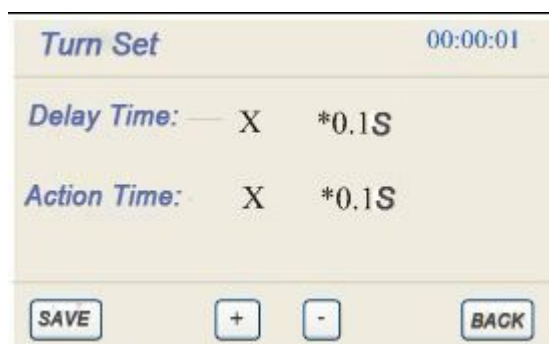 Turn Set 00:00:01
Delay Time: X *0.1S
Action Time: X *0.1S
SAVE + - BACK